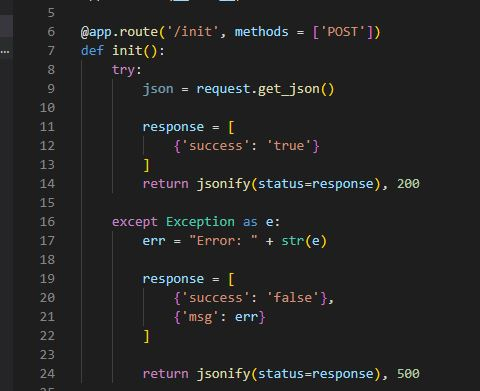 5
6 @app.route('/init', methods = ['POST'])
7 def init():
8     try:
9         json = request.get_json()
10
11         response = [
12             {'success': 'true'}
13         ]
14         return jsonify(status=response), 200
15
16     except Exception as e:
17         err = "Error: " + str(e)
18
19         response = [
20             {'success': 'false'},
21             {'msg': err}
22         ]
23
24         return jsonify(status=response), 500